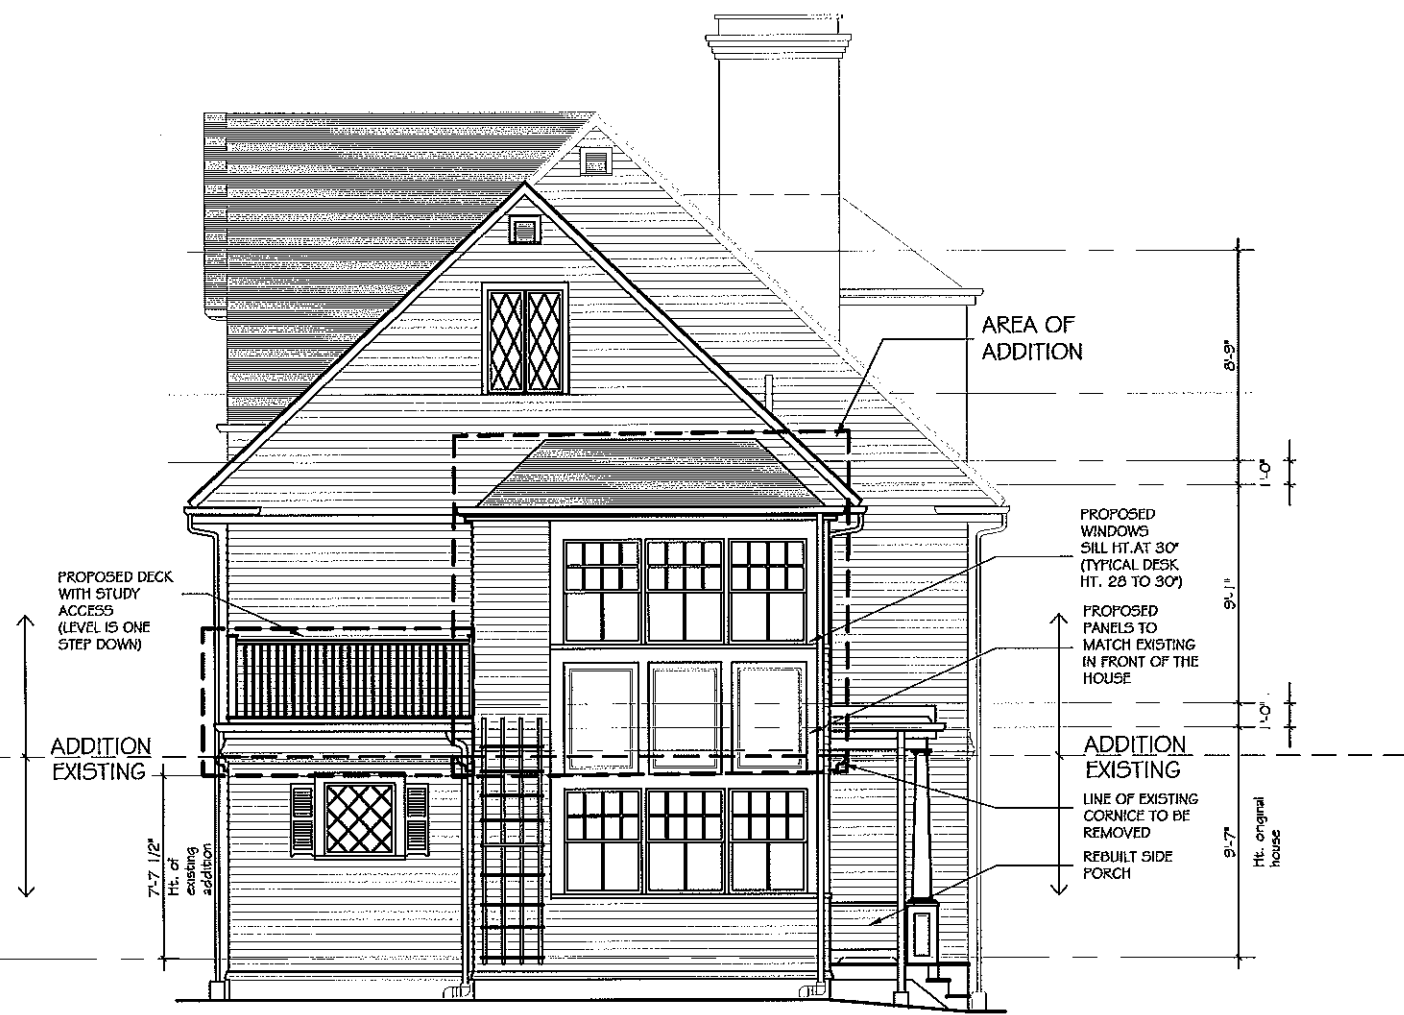 AREA OF
ADDITION
8'-9"
1'-0"
PROPOSED
WINDOWS
SILL HT.AT 30"
(TYPICAL DESK
HT. 28 TO 30")
9'-1"
PROPOSED
PANELS TO
MATCH EXISTING
IN FRONT OF THE
HOUSE
1'-0"
PROPOSED DECK
WITH STUDY
ACCESS
(LEVEL IS ONE
STEP DOWN)
ADDITION
EXISTING
ADDITION
EXISTING
LINE OF EXISTING
CORNICE TO BE
REMOVED
REBUILT SIDE
PORCH
7'-7 1/2"
Ht. of
existing
addition
9'-7"
Ht. original
house